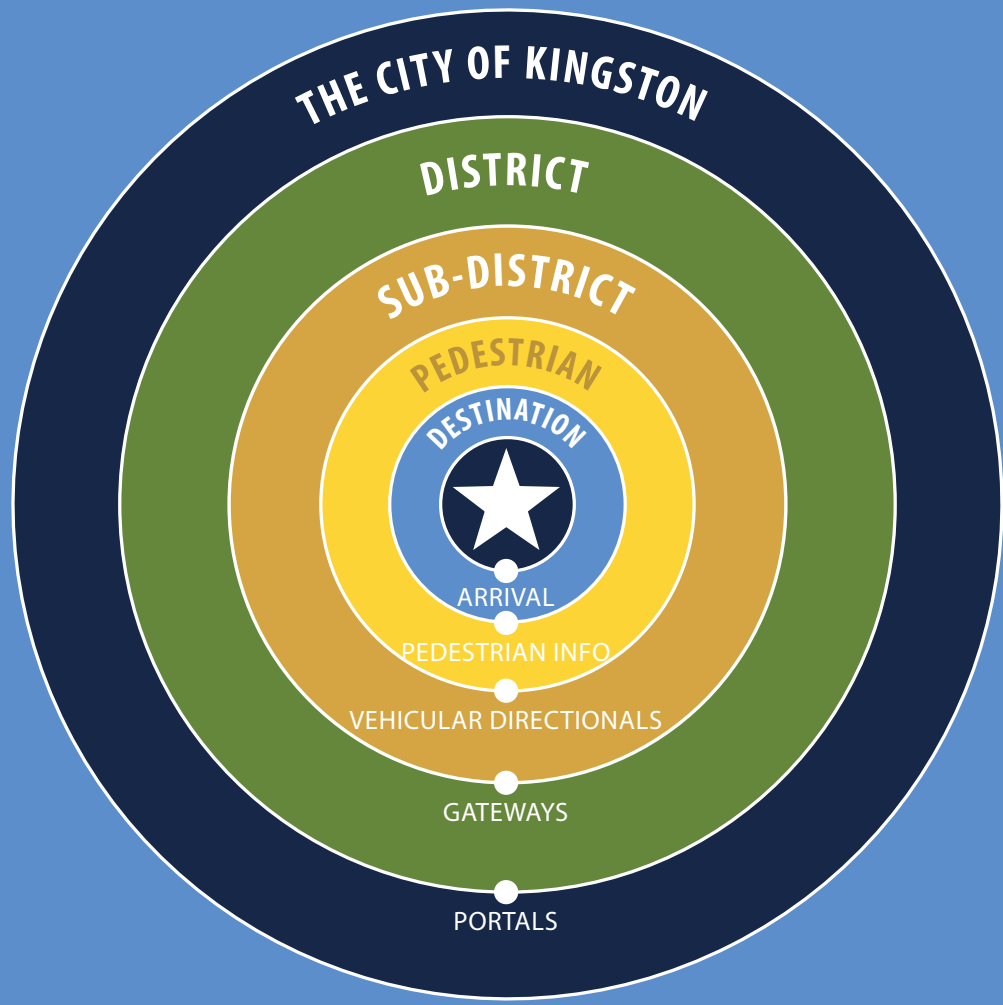 THE CITY OF KINGSTON
DISTRICT
SUB-DISTRICT
PEDESTRIAN
DESTINATION
ARRIVAL
PEDESTRIAN INFO
VEHICULAR DIRECTIONALS
GATEWAYS
PORTALS